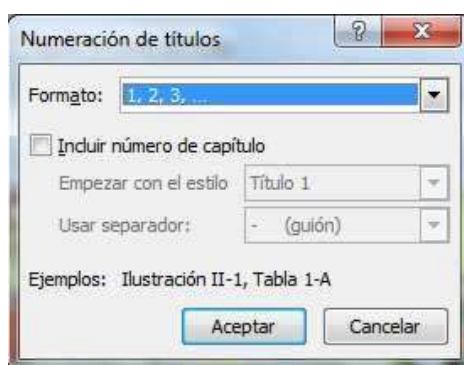 Numeración de títulos
Formato: 1, 2, 3, ...
Incluir número de capítulo
Empezar con el estilo Título 1
Usar separador: - (guión)
Ejemplos: Ilustración II-1, Tabla 1-A
Aceptar Cancelar